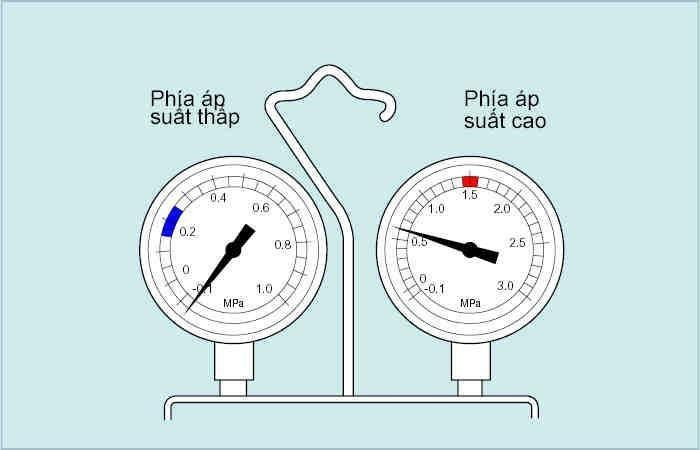 Phía áp
suất thấp
Phía áp
suất cao
0.4
0.6
0.2
0.8
0
-0.1
1.0
MPa
1.5
1.0
2.0
0.5
2.5
0
-0.1
3.0
MPa